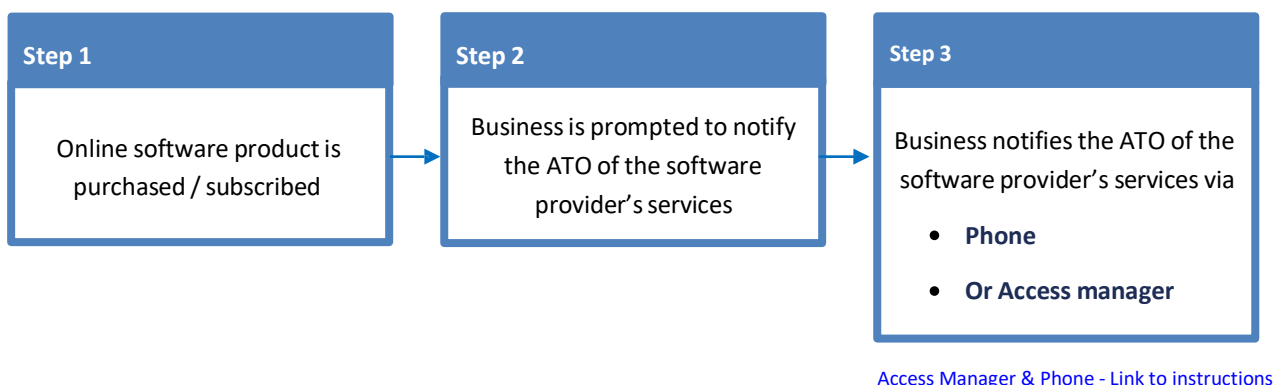 Step 1
Online software product is
purchased / subscribed
Step 2
Business is prompted to notify
the ATO of the software
provider's services
Step 3
Business notifies the ATO of the
software provider's services via
• Phone
• Or Access manager
Access Manager & Phone - Link to instructions